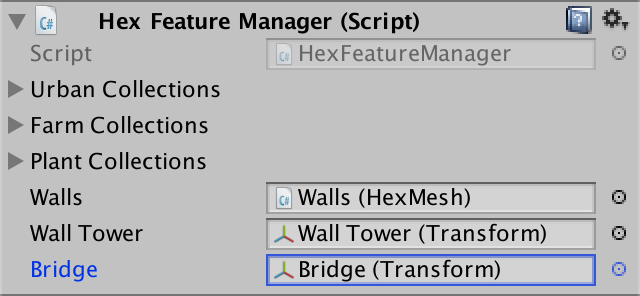 Hex Feature Manager (Script)
Script HexFeatureManager
Urban Collections
Farm Collections
Plant Collections
Walls Walls (HexMesh)
Wall Tower Wall Tower (Transform)
Bridge Bridge (Transform)